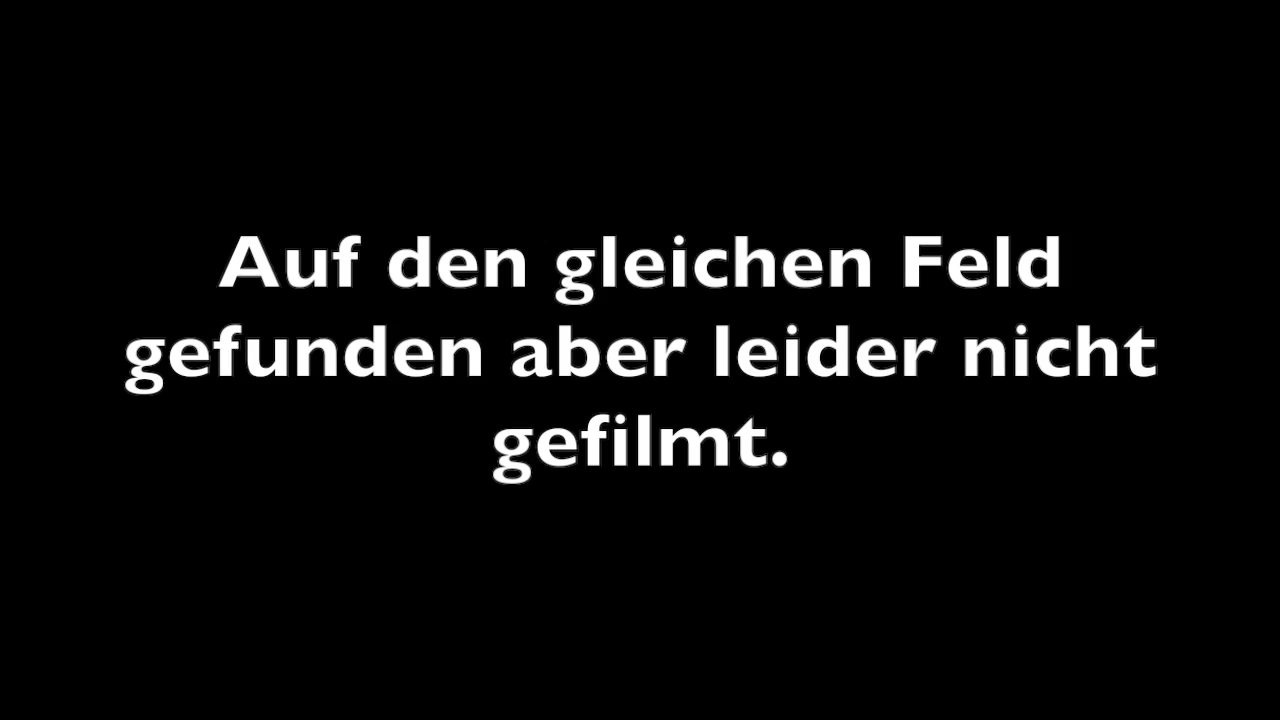 Auf den gleichen Feld
gefunden aber leider nicht
gefilmt.